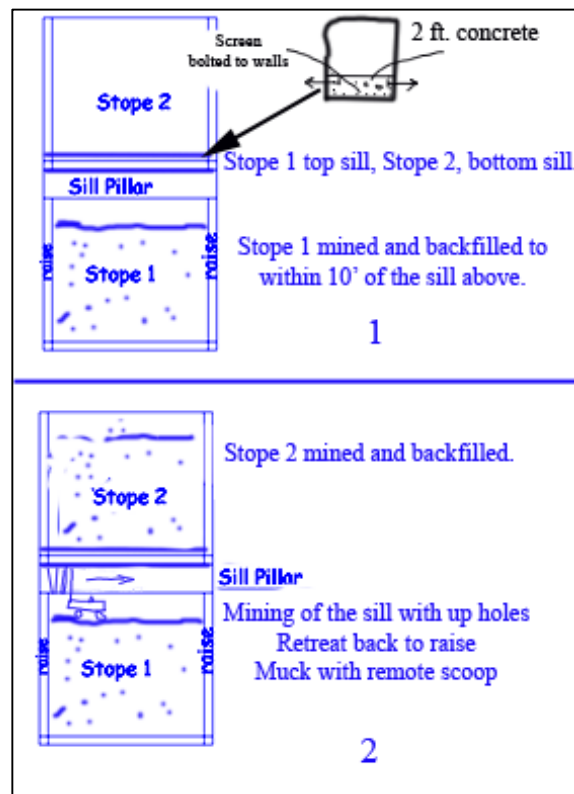 Screen
bolted to walls
2 ft. concrete
Stope 2
Stope 1 top sill, Stope 2, bottom sill.
Sill Pillar
raise
raise
Stope 1
Stope 1 mined and backfilled to
within 10' of the sill above.
1
Stope 2 mined and backfilled.
Stope 2
Sill Pillar
Mining of the sill with up holes
Retreat back to raise
Muck with remote scoop
raise
raise
Stope 1
2